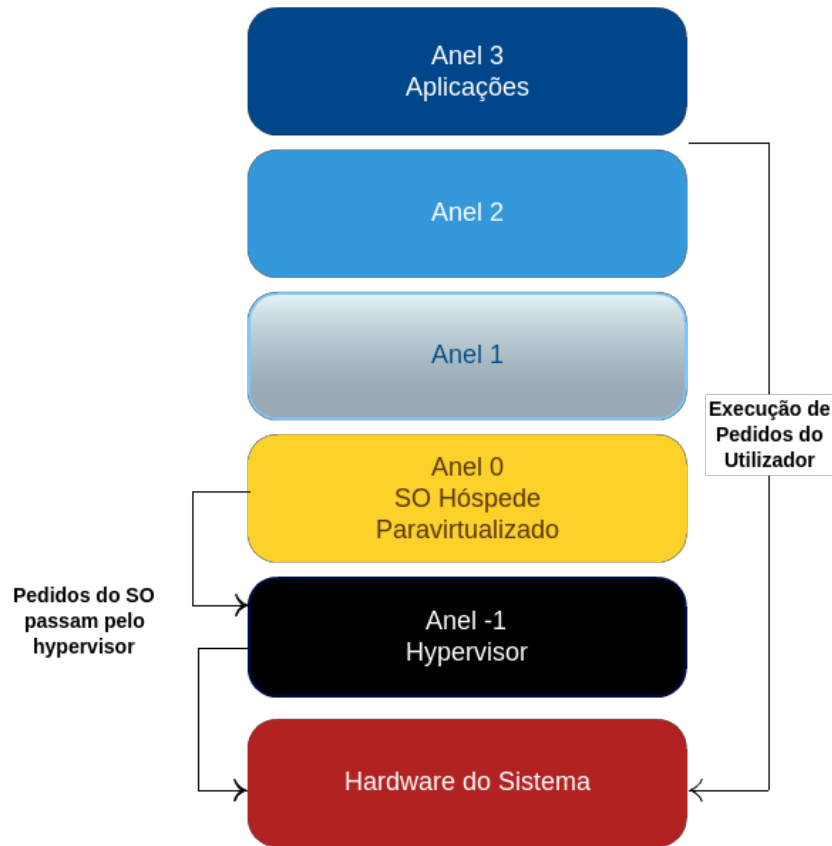 Anel 3
Aplicações
Anel 2
Anel 1
Execução de
Pedidos do
Utilizador
Anel 0
SO Hóspede
Paravirtualizado
Pedidos do SO
passam pelo
hypervisor
Anel -1
Hypervisor
Hardware do Sistema